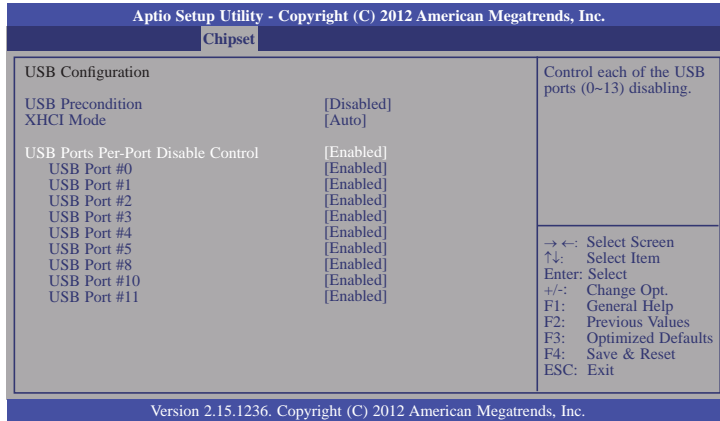 Aptio Setup Utility - Copyright (C) 2012 American Megatrends, Inc.
Chipset
USB Configuration
USB Precondition [Disabled]
XHCI Mode [Auto]
USB Ports Per-Port Disable Control [Enabled]
USB Port #0 [Enabled]
USB Port #1 [Enabled]
USB Port #2 [Enabled]
USB Port #3 [Enabled]
USB Port #4 [Enabled]
USB Port #5 [Enabled]
USB Port #8 [Enabled]
USB Port #10 [Enabled]
USB Port #11 [Enabled]
Control each of the USB
ports (0~13) disabling.
→ ←: Select Screen
↑↓: Select Item
Enter: Select
+/-: Change Opt.
F1: General Help
F2: Previous Values
F3: Optimized Defaults
F4: Save & Reset
ESC: Exit
Version 2.15.1236. Copyright (C) 2012 American Megatrends, Inc.